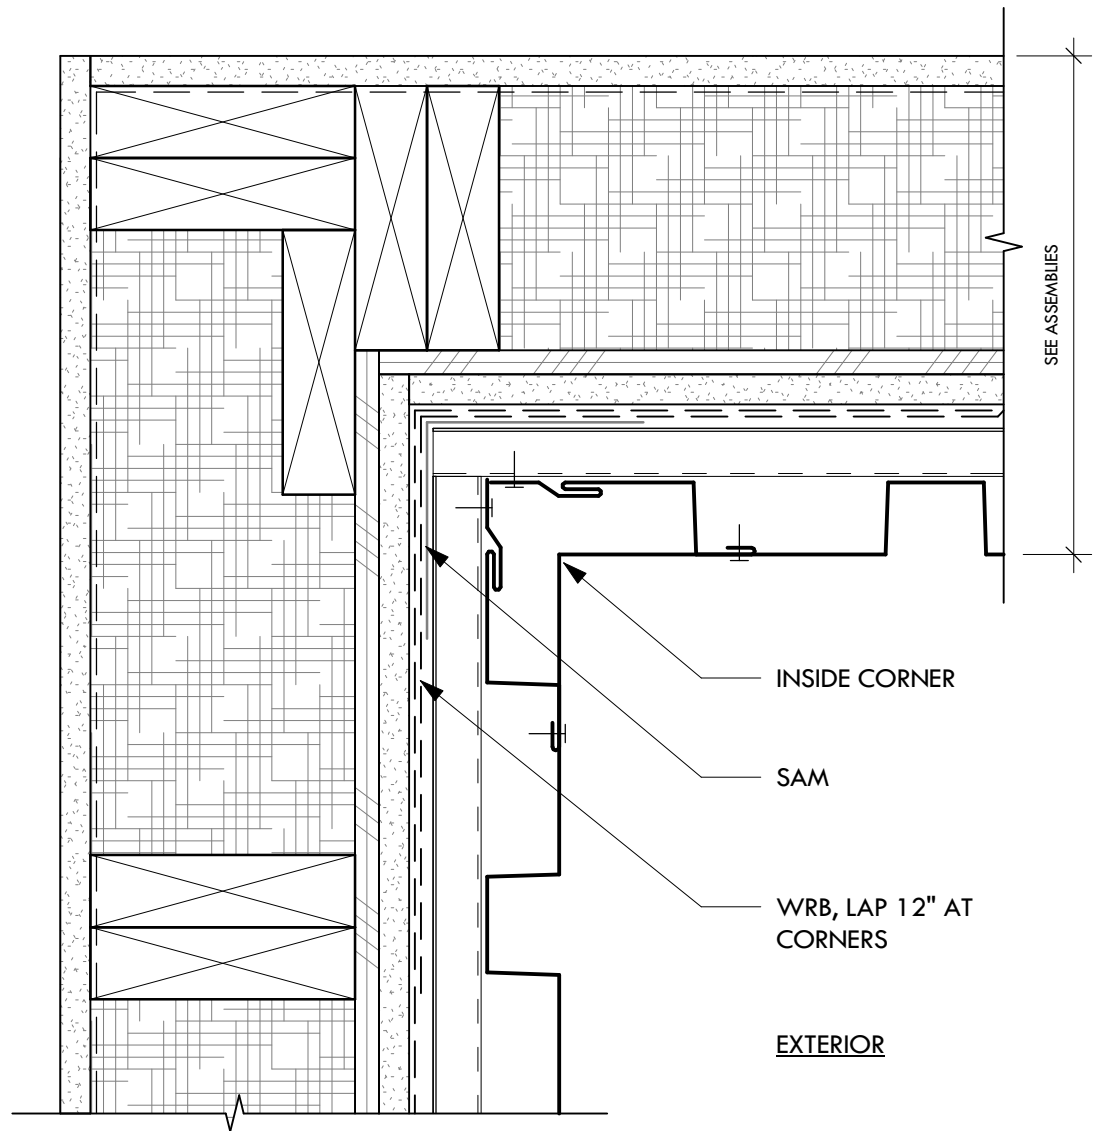 SEE ASSEMBLIES
INSIDE CORNER
SAM
WRB, LAP 12" AT
CORNERS
EXTERIOR